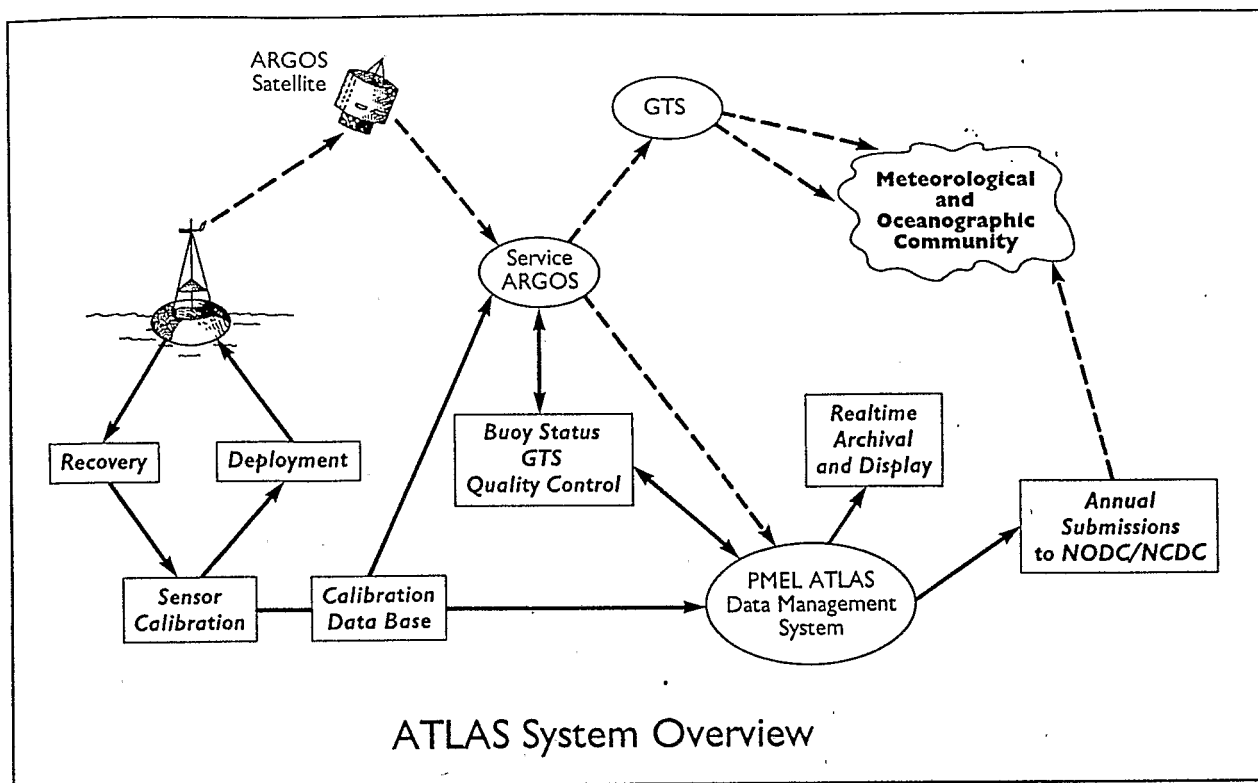 ARGOS
Satellite
GTS
Meteorological
and
Oceanographic
Community
Service
ARGOS
Recovery
Deployment
Buoy Status
GTS
Quality Control
Realtime
Archival
and Display
Annual
Submissions
to NODC/NCDC
Sensor
Calibration
Calibration
Data Base
PMEL ATLAS
Data Management
System
ATLAS System Overview